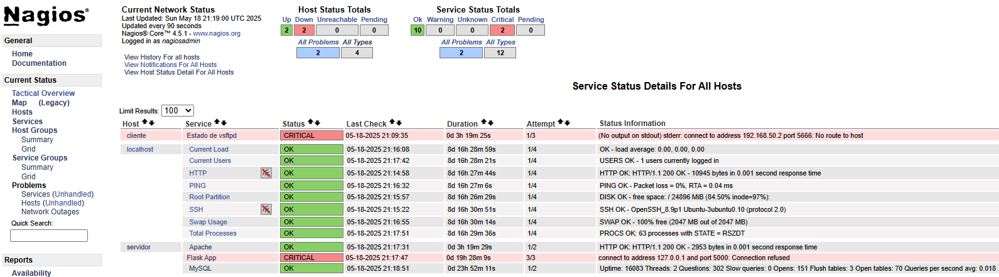 Nagios®
General
Home
Documentation
Current Status
Tactical Overview
Map (Legacy)
Hosts
Services
Host Groups
Summary
Grid
Service Groups
Summary
Grid
Problems
Services (Unhandled)
Hosts (Unhandled)
Network Outages
Quick Search:
Reports
Availability
Current Network Status
Last Updated: Sun May 18 21:19:00 UTC 2025
Updated every 90 seconds
Nagios® Core™ 4.5.1 - www.nagios.org
Logged in as nagiosadmin
View History For all hosts
View Notifications For All Hosts
View Host Status Detail For All Hosts
Host Status Totals
Up Down Unreachable Pending
2 2 0 0
All Problems All Types
2 4
Service Status Totals
Ok Warning Unknown Critical Pending
10 0 0 2 0
All Problems All Types
2 12
Service Status Details For All Hosts
Limit Results: 100
Host Service Status Last Check Duration Attempt Status Information
cliente Estado de vsftpd CRITICAL 05-18-2025 21:09:35 0d 3h 19m 25s 1/3 (No output on stdout) stderr: connect to address 192.168.50.2 port 5666: No route to host
localhost Current Load OK 05-18-2025 21:16:08 8d 16h 28m 59s 1/4 OK - load average: 0.00, 0.00, 0.00
Current Users OK 05-18-2025 21:17:42 8d 16h 28m 21s 1/4 USERS OK - 1 users currently logged in
HTTP OK 05-18-2025 21:14:58 8d 16h 27m 44s 1/4 HTTP OK: HTTP/1.1 200 OK - 10945 bytes in 0.001 second response time
PING OK 05-18-2025 21:16:32 8d 16h 27m 6s 1/4 PING OK - Packet loss = 0%, RTA = 0.04 ms
Root Partition OK 05-18-2025 21:15:57 8d 16h 26m 29s 1/4 DISK OK - free space: / 24896 MiB (84.50% inode=97%):
SSH OK 05-18-2025 21:15:22 8d 16h 30m 51s 1/4 SSH OK - OpenSSH_8.9p1 Ubuntu-3ubuntu0.10 (protocol 2.0)
Swap Usage OK 05-18-2025 21:16:55 8d 16h 30m 14s 1/4 SWAP OK - 100% free (2047 MB out of 2047 MB)
Total Processes OK 05-18-2025 21:17:51 8d 16h 29m 36s 1/4 PROCS OK: 63 processes with STATE = RSZDT
servidor Apache OK 05-18-2025 21:17:31 0d 3h 19m 29s 1/2 HTTP OK: HTTP/1.1 200 OK - 2953 bytes in 0.001 second response time
Flask App CRITICAL 05-18-2025 21:17:47 0d 19h 28m 9s 3/3 connect to address 127.0.0.1 and port 5000: Connection refused
MySQL OK 05-18-2025 21:18:51 0d 23h 52m 11s 1/2 Uptime: 16083 Threads: 2 Questions: 302 Slow queries: 0 Opens: 151 Flush tables: 3 Open tables: 70 Queries per second avg: 0.018